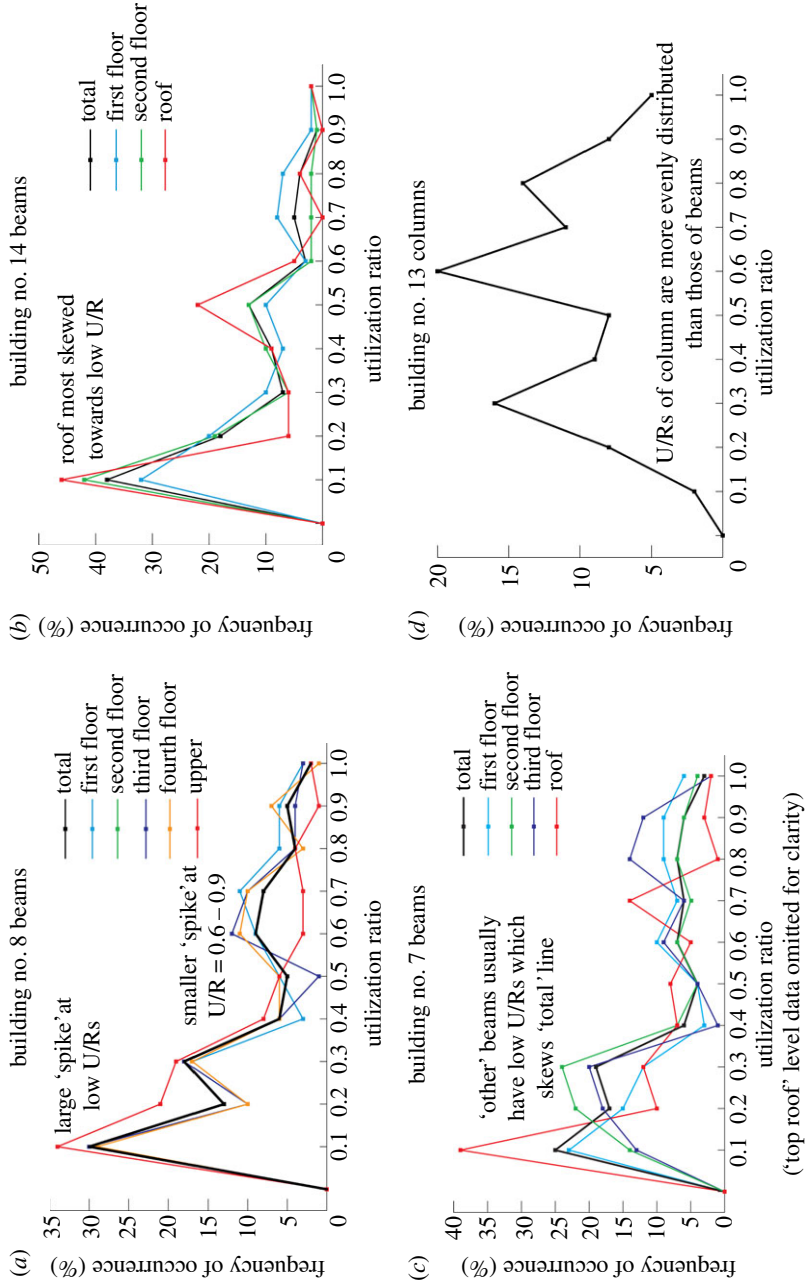 (a)
building no. 8 beams
frequency of occurrence (%)
35
30
25
20
15
10
5
0
0.1 0.2 0.3 0.4 0.5 0.6 0.7 0.8 0.9 1.0
utilization ratio
large ‘spike’ at
low U/Rs
smaller ‘spike’ at
U/R = 0.6 – 0.9
total
first floor
second floor
third floor
fourth floor
upper
(b)
building no. 14 beams
frequency of occurrence (%)
50
40
30
20
10
0
0.1 0.2 0.3 0.4 0.5 0.6 0.7 0.8 0.9 1.0
utilization ratio
roof most skewed
towards low U/R
total
first floor
second floor
roof
(c)
building no. 7 beams
frequency of occurrence (%)
40
35
30
25
20
15
10
5
0
0.1 0.2 0.3 0.4 0.5 0.6 0.7 0.8 0.9 1.0
utilization ratio
(‘top roof’ level data omitted for clarity)
‘other’ beams usually
have low U/Rs which
skews ‘total’ line
total
first floor
second floor
third floor
roof
(d)
building no. 13 columns
frequency of occurrence (%)
20
15
10
5
0
0.1 0.2 0.3 0.4 0.5 0.6 0.7 0.8 0.9 1.0
utilization ratio
U/Rs of column are more evenly distributed
than those of beams